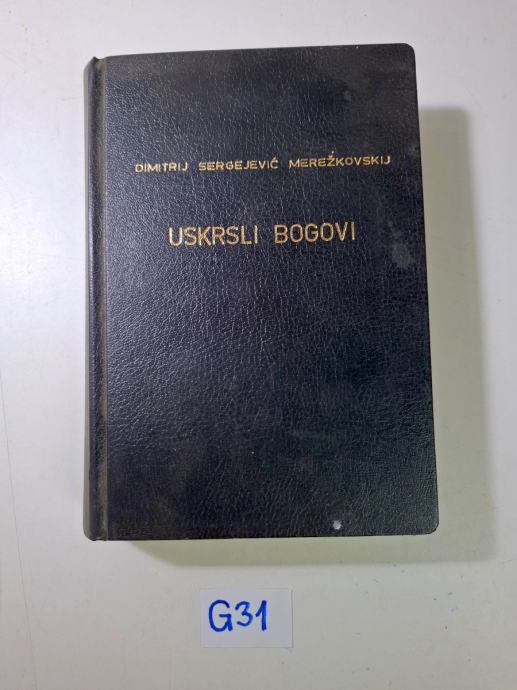 DIMITRIJ SERGEJEVIĆ MEREŽKOVSKIJ
USKRSLI BOGOVI
G31